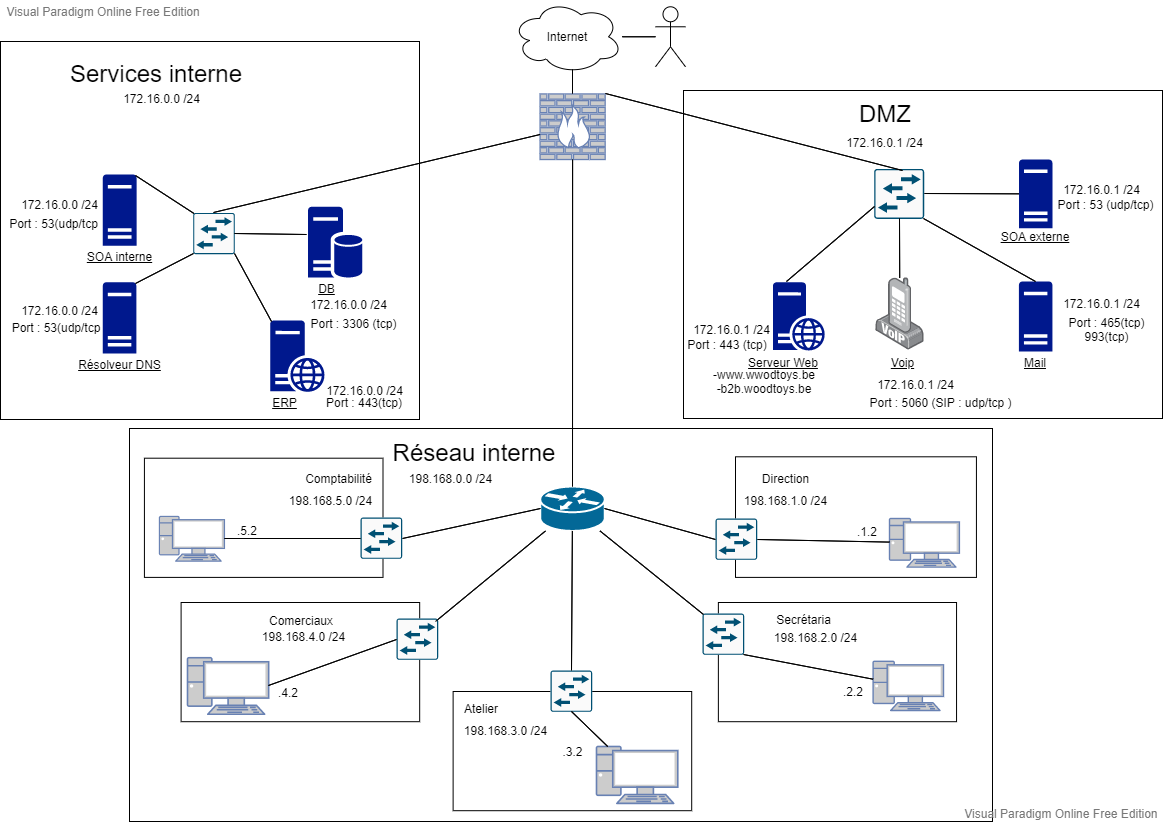 Visual Paradigm Online Free Edition
Internet
Services interne
172.16.0.0 /24
172.16.0.0 /24
Port : 53(udp/tcp
SOA interne
172.16.0.0 /24
Port : 53(udp/tcp
Résolveur DNS
DB
172.16.0.0 /24
Port : 3306 (tcp)
172.16.0.0 /24
Port : 443(tcp)
ERP
DMZ
172.16.0.1 /24
172.16.0.1 /24
Port : 53 (udp/tcp)
SOA externe
172.16.0.1 /24
Port : 443 (tcp)
Serveur Web
-www.wwodtoys.be
-b2b.woodtoys.be
VoIP
Voip
172.16.0.1 /24
Port : 5060 (SIP : udp/tcp )
172.16.0.1 /24
Port : 465(tcp)
993(tcp)
Mail
Réseau interne
198.168.0.0 /24
Comptabilité
198.168.5.0 /24
.5.2
Direction
198.168.1.0 /24
.1.2
Comerciaux
198.168.4.0 /24
.4.2
Secrétaria
198.168.2.0 /24
.2.2
Atelier
198.168.3.0 /24
.3.2
Visual Paradigm Online Free Edition